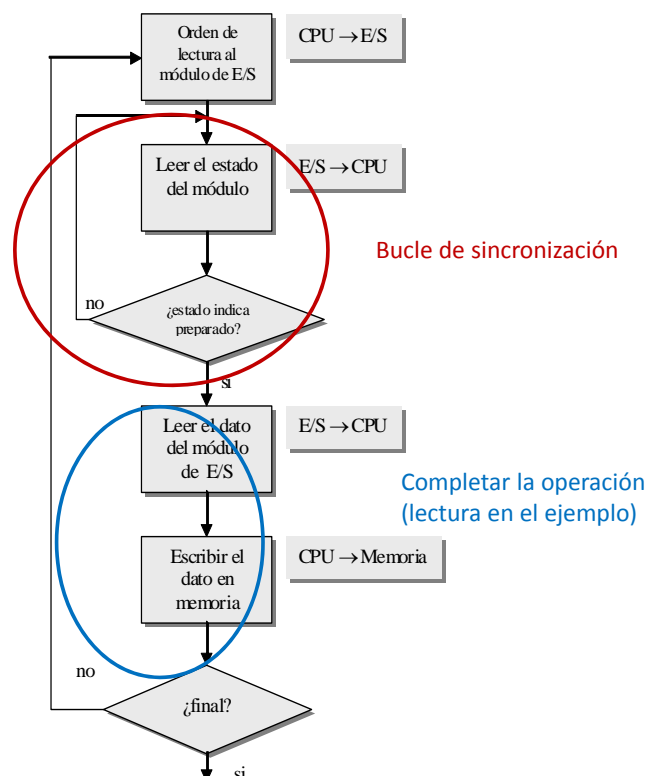 Orden de
lectura al
módulo de E/S
CPU → E/S
Leer el estado
del módulo
E/S → CPU
Bucle de sincronización
no
¿estado indica
preparado?
si
Leer el dato
del módulo
de E/S
E/S → CPU
Completar la operación
(lectura en el ejemplo)
Escribir el
dato en
memoria
CPU → Memoria
no
¿final?
si